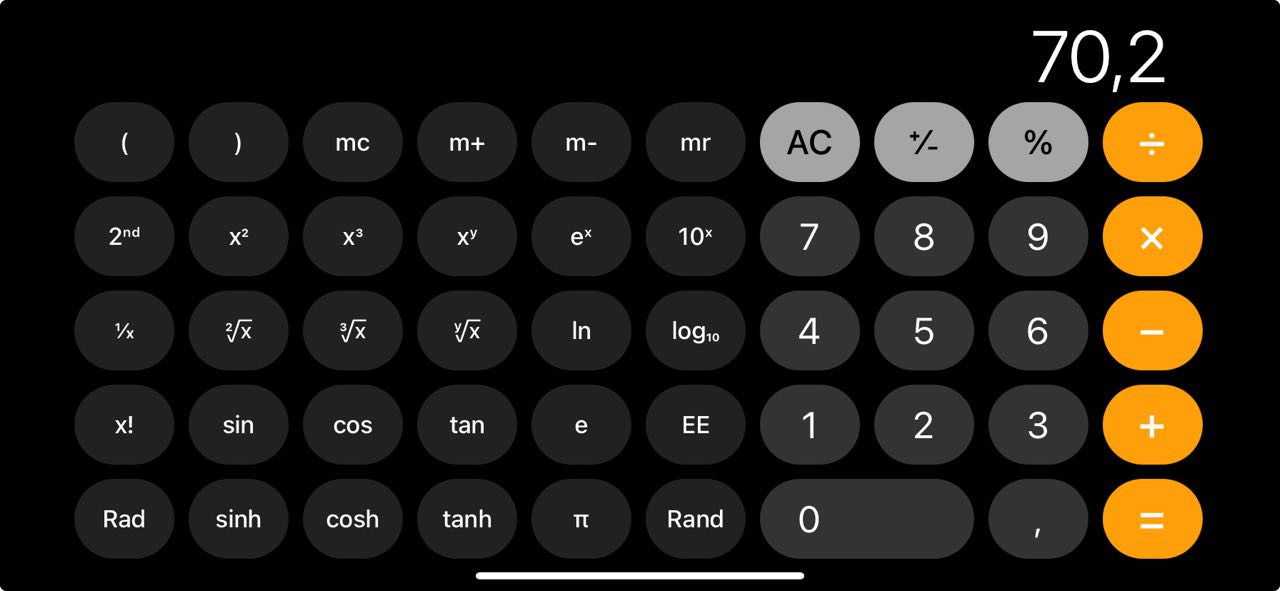 70,2
( ) mc m+ m- mr AC +/- % ÷
2ⁿᵈ x² x³ xʸ eˣ 10ˣ 7 8 9 ×
¹⁄ₓ ²√x ³√x ʸ√x ln log₁₀ 4 5 6 −
x! sin cos tan e EE 1 2 3 +
Rad sinh cosh tanh π Rand 0 , =